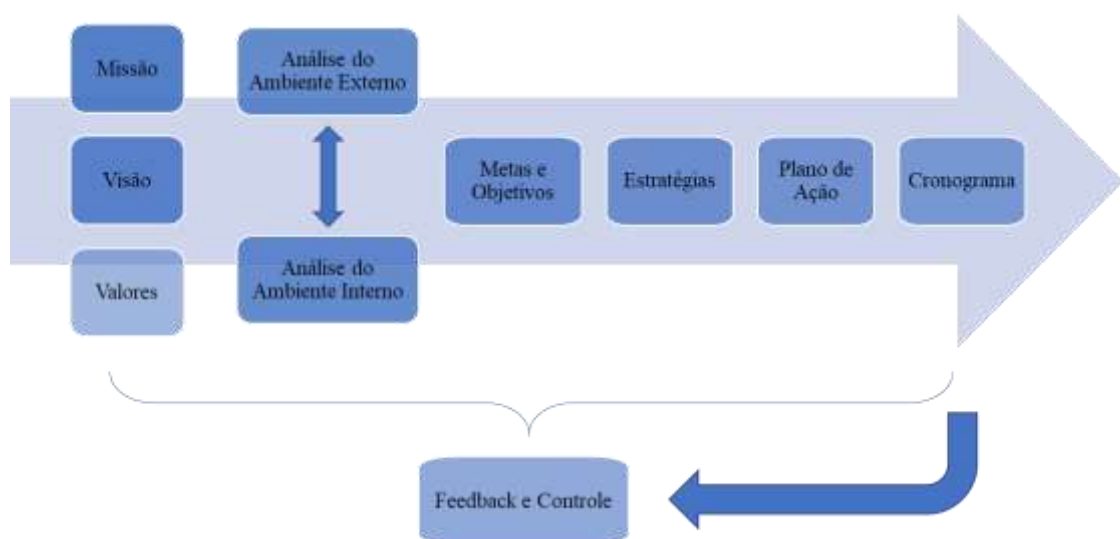 Missão
Visão
Valores
Análise do
Ambiente Externo
Análise do
Ambiente Interno
Metas e
Objetivos
Estratégias
Plano de
Ação
Cronograma
Feedback e Controle